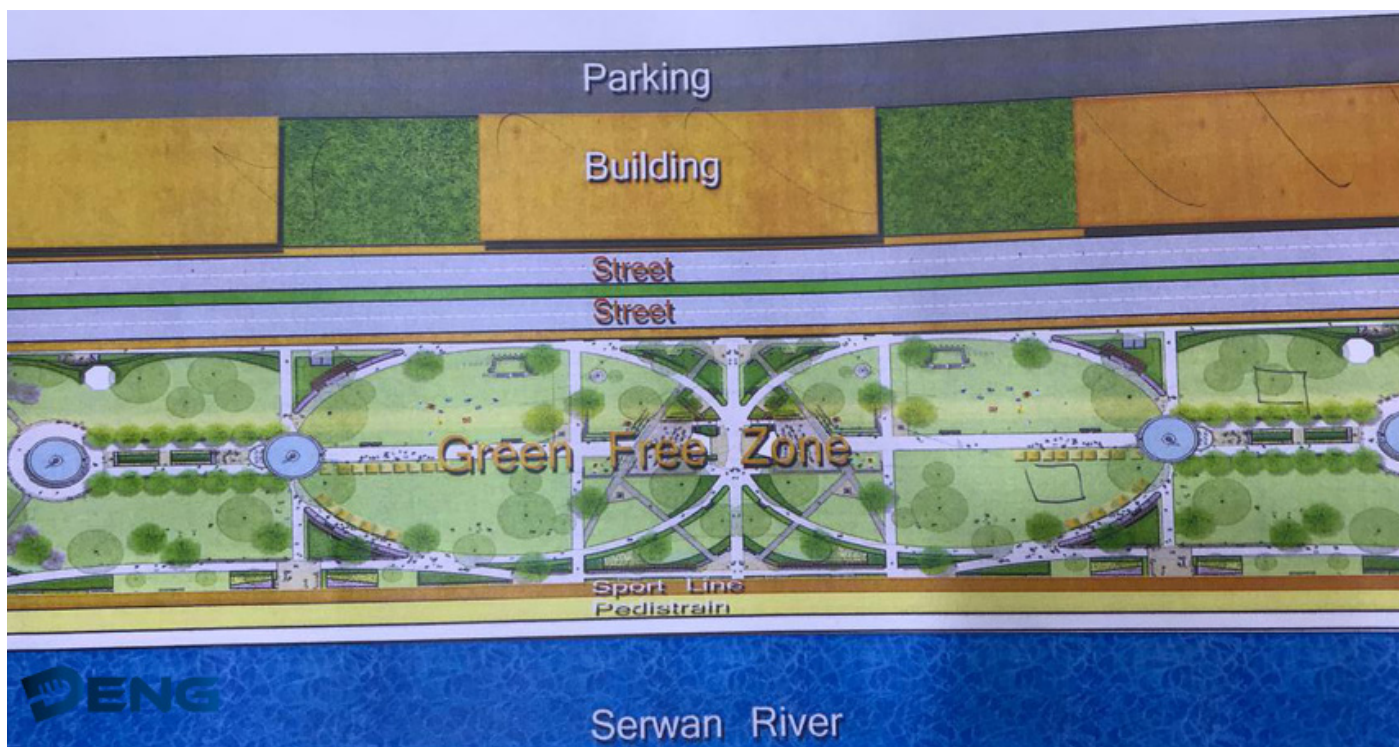 Parking
Building
Street
Street
Green Free Zone
Sport Line
Pedistrain
Serwan River
DENG